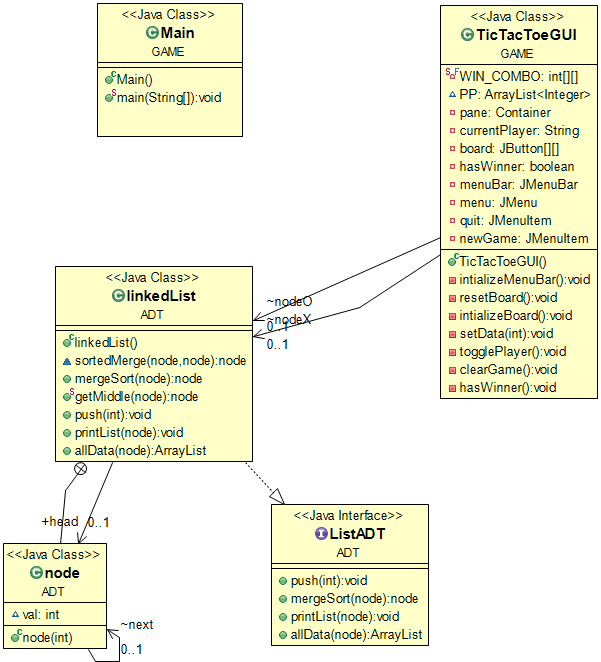 <<Java Class>>
Main
GAME
Main()
main(String[]):void
<<Java Class>>
TicTacToeGUI
GAME
WIN_COMBO: int[][]
PP: ArrayList<Integer>
pane: Container
currentPlayer: String
board: JButton[][]
hasWinner: boolean
menuBar: JMenuBar
menu: JMenu
quit: JMenuItem
newGame: JMenuItem
TicTacToeGUI()
intializeMenuBar():void
resetBoard():void
intializeBoard():void
setData(int):void
togglePlayer():void
clearGame():void
hasWinner():void
~nodeO
0..1
~nodeX
0..1
<<Java Class>>
linkedList
ADT
linkedList()
sortedMerge(node,node):node
mergeSort(node):node
getMiddle(node):node
push(int):void
printList(node):void
allData(node):ArrayList
+head
0..1
<<Java Interface>>
ListADT
ADT
push(int):void
mergeSort(node):node
printList(node):void
allData(node):ArrayList
<<Java Class>>
node
ADT
val: int
node(int)
~next
0..1